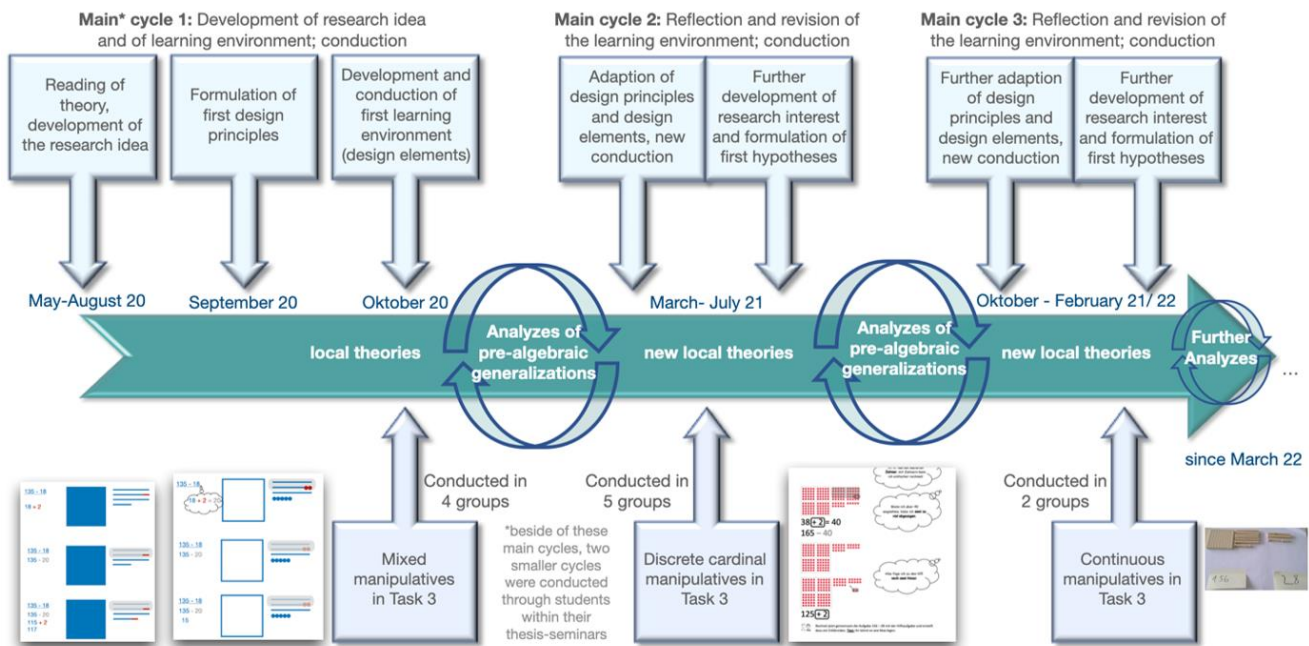 Main* cycle 1: Development of research idea
and of learning environment; conduction
Main cycle 2: Reflection and revision of
the learning environment; conduction
Main cycle 3: Reflection and revision of
the learning environment; conduction
Reading of
theory,
development of
the research idea
Formulation of
first design
principles
Development and
conduction of
first learning
environment
(design elements)
Adaption of
design principles
and design
elements, new
conduction
Further
development of
research interest
and formulation of
first hypotheses
Further adaption
of design
principles and
design elements,
new conduction
Further
development of
research interest
and formulation of
first hypotheses
May-August 20
September 20
Oktober 20
March- July 21
Oktober - February 21/ 22
local theories
Analyzes of
pre-algebraic
generalizations
new local theories
Analyzes of
pre-algebraic
generalizations
new local theories
Further
Analyzes
...
since March 22
Conducted in
4 groups
Conducted in
5 groups
Conducted in
2 groups
Mixed
manipulatives
in Task 3
*beside of these
main cycles, two
smaller cycles
were conducted
through students
within their
thesis-seminars
Discrete cardinal
manipulatives in
Task 3
Continuous
manipulatives in
Task 3
135 - 18
18 + 2
135 - 18
135 - 20
135 - 18
135 - 20
115 + 2
117
135 - 18
18 + 2 = 20
135 - 18
135 - 20
135 - 18
135 - 20
15
38 + 2 = 40
165 - 40
125 + 2
156
28